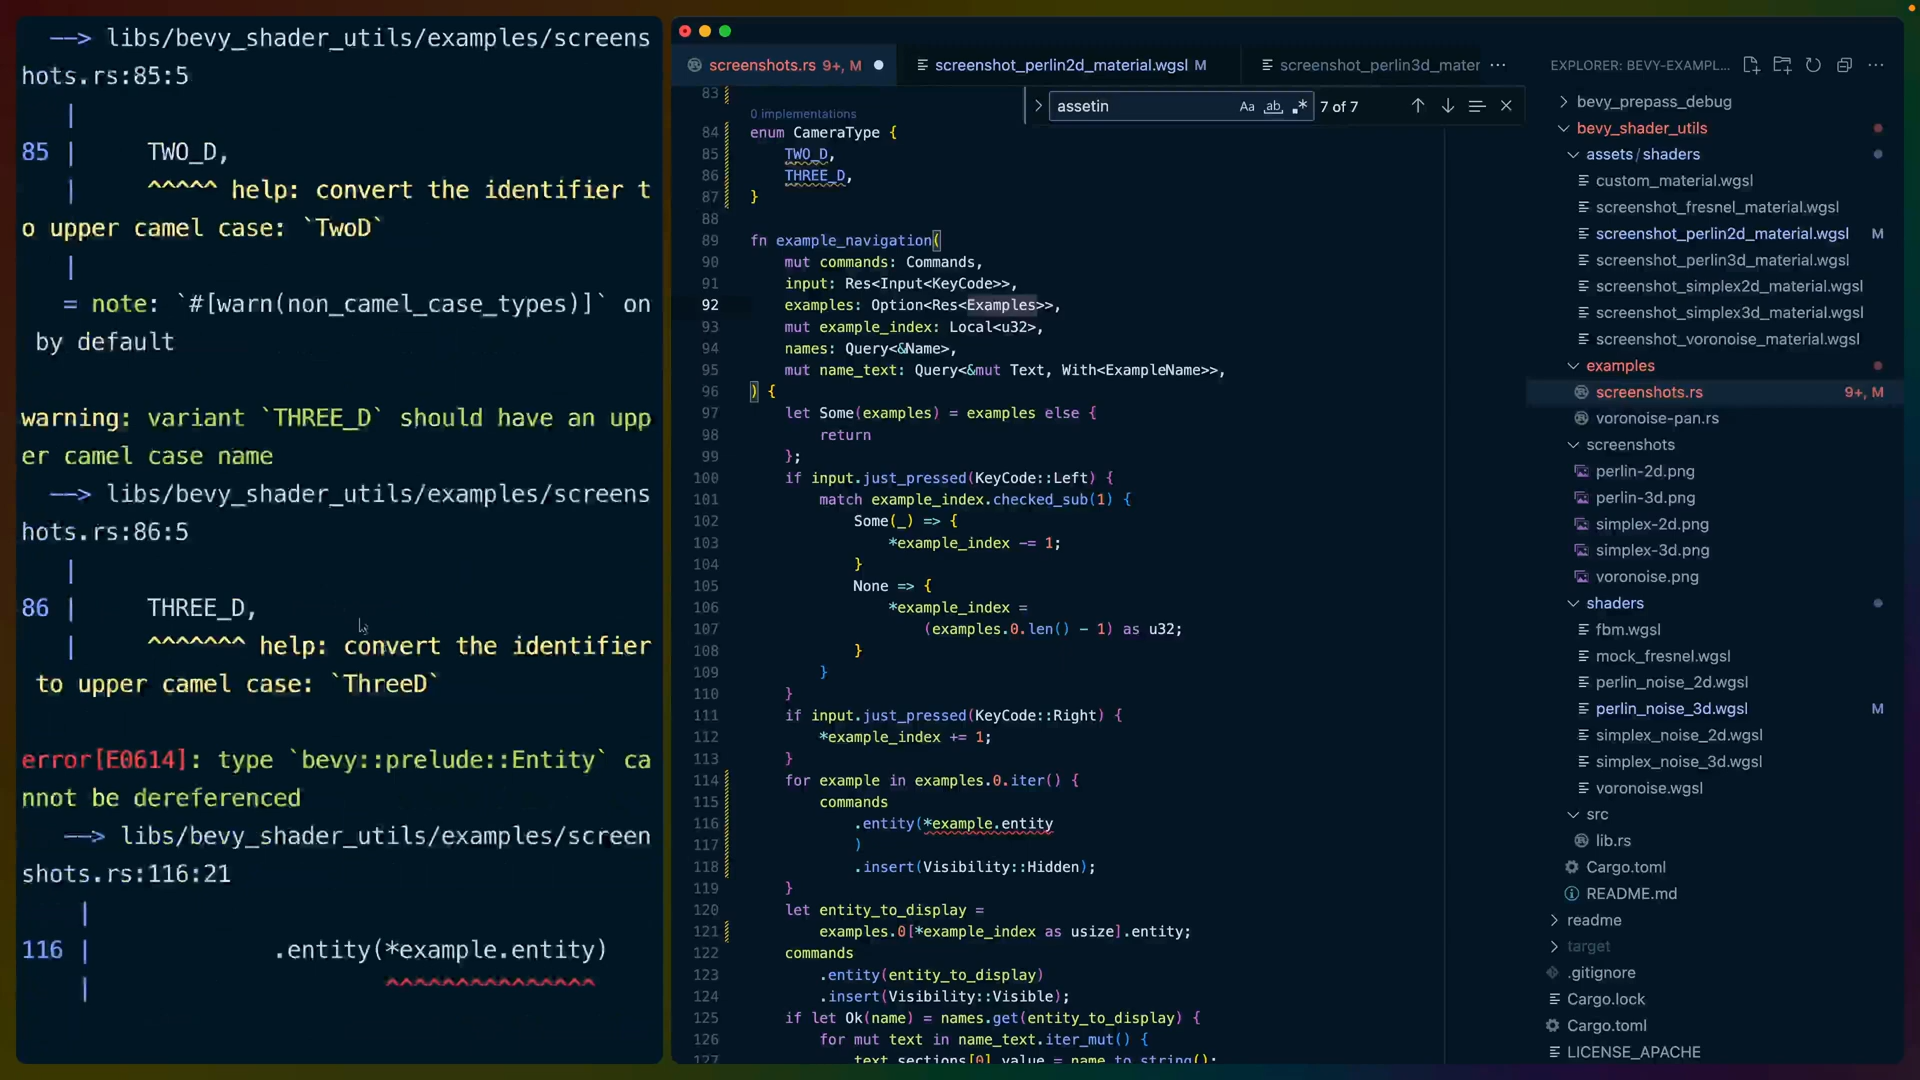 --> libs/bevy_shader_utils/examples/screens
hots.rs:85:5
|
85 | TWO_D,
| ^^^^^ help: convert the identifier t
o upper camel case: `TwoD`
|
= note: `#[warn(non_camel_case_types)]` on
by default
warning: variant `THREE_D` should have an upp
er camel case name
--> libs/bevy_shader_utils/examples/screens
hots.rs:86:5
|
86 | THREE_D,
| ^^^^^^^ help: convert the identifier
to upper camel case: `ThreeD`
error[E0614]: type `bevy::prelude::Entity` ca
nnot be dereferenced
--> libs/bevy_shader_utils/examples/screen
shots.rs:116:21
|
116 | .entity(*example.entity)
| ^^^^^^^^^^^^^^^
screenshots.rs 9+, M
screenshot_perlin2d_material.wgsl M
screenshot_perlin3d_mater ...
assetin Aa ab .* 7 of 7
83
0 implementations
84 enum CameraType {
85 TWO_D,
86 THREE_D,
87 }
88
89 fn example_navigation(
90 mut commands: Commands,
91 input: Res<Input<KeyCode>>,
92 examples: Option<Res<Examples>>,
93 mut example_index: Local<u32>,
94 names: Query<&Name>,
95 mut name_text: Query<&mut Text, With<ExampleName>>,
96 ) {
97 let Some(examples) = examples else {
98 return
99 };
100 if input.just_pressed(KeyCode::Left) {
101 match example_index.checked_sub(1) {
102 Some(_) => {
103 *example_index -= 1;
104 }
105 None => {
106 *example_index =
107 (examples.0.len() - 1) as u32;
108 }
109 }
110 }
111 if input.just_pressed(KeyCode::Right) {
112 *example_index += 1;
113 }
114 for example in examples.0.iter() {
115 commands
116 .entity(*example.entity
117 )
118 .insert(Visibility::Hidden);
119 }
120 let entity_to_display =
121 examples.0[*example_index as usize].entity;
122 commands
123 .entity(entity_to_display)
124 .insert(Visibility::Visible);
125 if let Ok(name) = names.get(entity_to_display) {
126 for mut text in name_text.iter_mut() {
127 text.sections[0].value = name.to_string();
EXPLORER: BEVY-EXAMPL... ...
bevy_prepass_debug
bevy_shader_utils
assets/shaders
custom_material.wgsl
screenshot_fresnel_material.wgsl
screenshot_perlin2d_material.wgsl M
screenshot_perlin3d_material.wgsl
screenshot_simplex2d_material.wgsl
screenshot_simplex3d_material.wgsl
screenshot_voronoise_material.wgsl
examples
screenshots.rs 9+, M
voronoise-pan.rs
screenshots
perlin-2d.png
perlin-3d.png
simplex-2d.png
simplex-3d.png
voronoise.png
shaders
fbm.wgsl
mock_fresnel.wgsl
perlin_noise_2d.wgsl
perlin_noise_3d.wgsl M
simplex_noise_2d.wgsl
simplex_noise_3d.wgsl
voronoise.wgsl
src
lib.rs
Cargo.toml
README.md
readme
target
.gitignore
Cargo.lock
Cargo.toml
LICENSE_APACHE